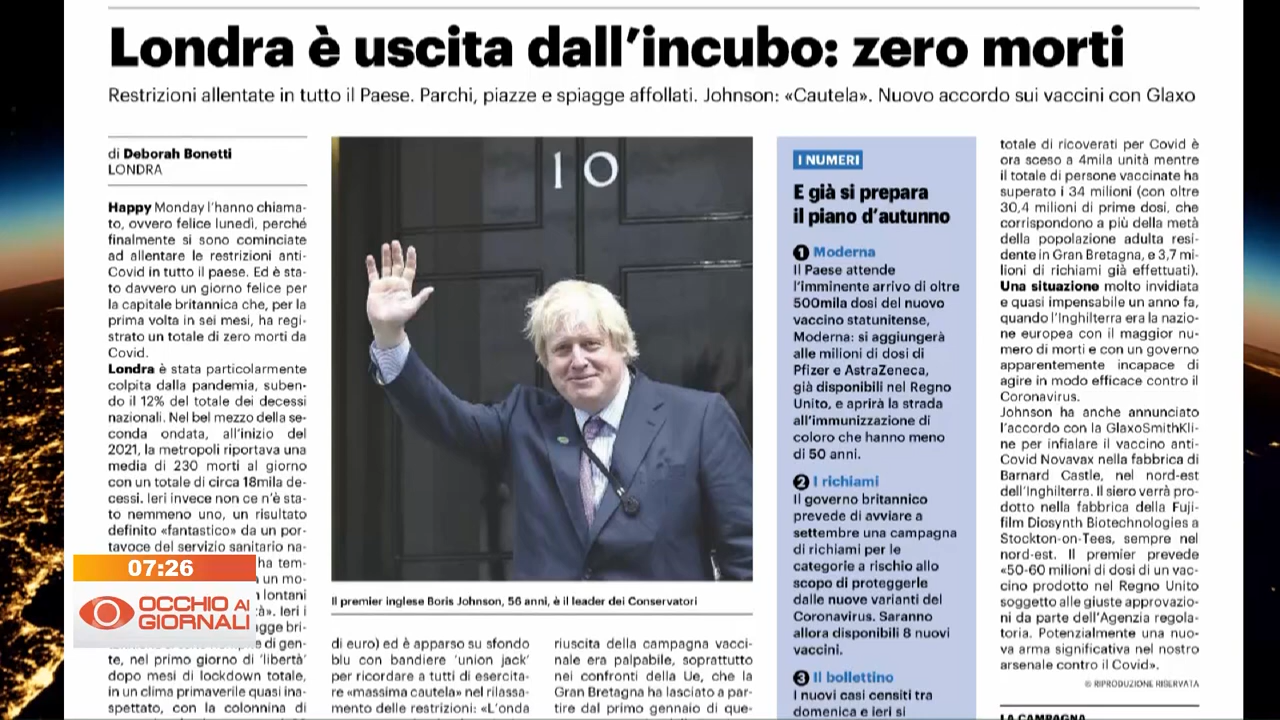 Londra è uscita dall'incubo: zero morti
Restrizioni allentate in tutto il Paese. Parchi, piazze e spiagge affollati. Johnson: «Cautela». Nuovo accordo sui vaccini con Glaxo
di Deborah Bonetti
LONDRA
Happy Monday l'hanno chiama-
to, ovvero felice lunedì, perché
finalmente si sono cominciate
ad allentare le restrizioni anti-
Covid in tutto il paese. Ed è sta-
to davvero un giorno felice per
la capitale britannica che, per la
prima volta in sei mesi, ha regi-
strato un totale di zero morti da
Covid.
Londra è stata particolarmente
colpita dalla pandemia, suben-
do il 12% del totale dei decessi
nazionali. Nel bel mezzo della se-
conda ondata, all'inizio del
2021, la metropoli riportava una
media di 230 morti al giorno
con un totale di circa 18mila de-
cessi. Ieri invece non ce n'è sta-
to nemmeno uno, un risultato
definito «fantastico» da un por-
tavoce del servizio sanitario na-
ha tem-
un mo-
lontani
tà». Ieri i
gge bri-
di gen-
te, nel primo giorno di 'libertà'
dopo mesi di lockdown totale,
in un clima primaverile quasi ina-
spettato, con la colonnina di
07:26
OCCHIO AI
GIORNALI
10
Il premier inglese Boris Johnson, 56 anni, è il leader dei Conservatori
di euro) ed è apparso su sfondo
blu con bandiere 'union jack'
per ricordare a tutti di esercita-
re «massima cautela» nel rilassa-
mento delle restrizioni: «L'onda
riuscita della campagna vacci-
nale era palpabile, soprattutto
nei confronti della Ue, che la
Gran Bretagna ha lasciato a par-
tire dal primo gennaio di que-
I NUMERI
E già si prepara
il piano d'autunno
1 Moderna
Il Paese attende
l'imminente arrivo di oltre
500mila dosi del nuovo
vaccino statunitense,
Moderna: si aggiungerà
alle milioni di dosi di
Pfizer e AstraZeneca,
già disponibili nel Regno
Unito, e aprirà la strada
all'immunizzazione di
coloro che hanno meno
di 50 anni.
2 I richiami
Il governo britannico
prevede di avviare a
settembre una campagna
di richiami per le
categorie a rischio allo
scopo di proteggerle
dalle nuove varianti del
Coronavirus. Saranno
allora disponibili 8 nuovi
vaccini.
3 Il bollettino
I nuovi casi censiti tra
domenica e ieri si
totale di ricoverati per Covid è
ora sceso a 4mila unità mentre
il totale di persone vaccinate ha
superato i 34 milioni (con oltre
30,4 milioni di prime dosi, che
corrispondono a più della metà
della popolazione adulta resi-
dente in Gran Bretagna, e 3,7 mi-
lioni di richiami già effettuati).
Una situazione molto invidiata
e quasi impensabile un anno fa,
quando l'Inghilterra era la nazio-
ne europea con il maggior nu-
mero di morti e con un governo
apparentemente incapace di
agire in modo efficace contro il
Coronavirus.
Johnson ha anche annunciato
l'accordo con la GlaxoSmithKli-
ne per infialare il vaccino anti-
Covid Novavax nella fabbrica di
Barnard Castle, nel nord-est
dell'Inghilterra. Il siero verrà pro-
dotto nella fabbrica della Fuji-
film Diosynth Biotechnologies a
Stockton-on-Tees, sempre nel
nord-est. Il premier prevede
«50-60 milioni di dosi di un vac-
cino prodotto nel Regno Unito
soggetto alle giuste approvazio-
ni da parte dell'Agenzia regola-
toria. Potenzialmente una nuo-
va arma significativa nel nostro
arsenale contro il Covid».
© RIPRODUZIONE RISERVATA
LA CAMPAGNA